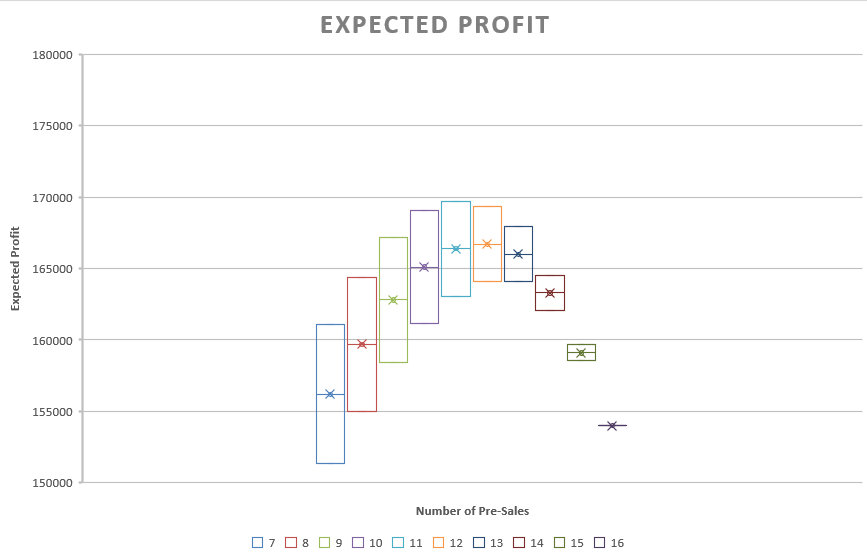 EXPECTED PROFIT
180000
175000
170000
165000
160000
155000
150000
Expected Profit
Number of Pre-Sales
7 8 9 10 11 12 13 14 15 16